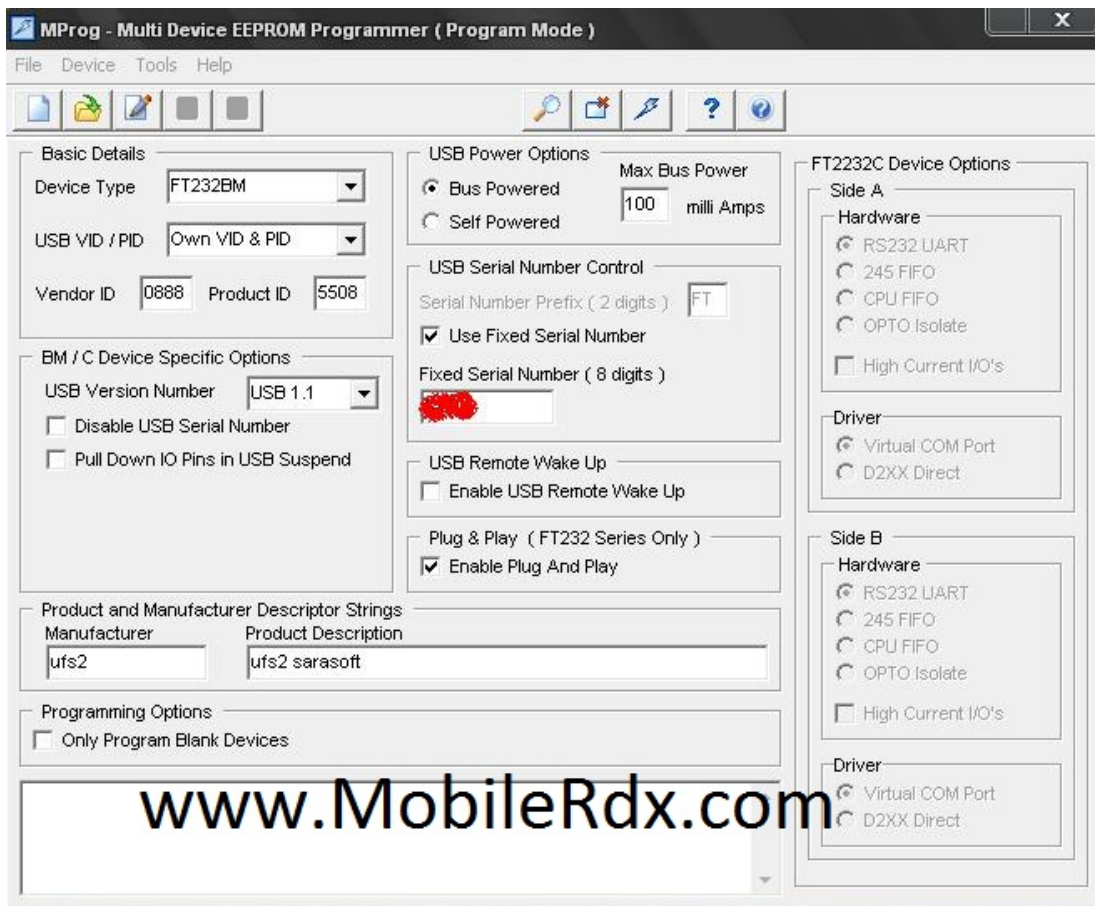 MProg - Multi Device EEPROM Programmer ( Program Mode )
X
File Device Tools Help
? ?
Basic Details
Device Type FT232BM
USB VID / PID Own VID & PID
Vendor ID 0888 Product ID 5508
BM / C Device Specific Options
USB Version Number USB 1.1
Disable USB Serial Number
Pull Down IO Pins in USB Suspend
USB Power Options
Max Bus Power
Bus Powered
100 milli Amps
Self Powered
USB Serial Number Control
Serial Number Prefix ( 2 digits ) FT
Use Fixed Serial Number
Fixed Serial Number ( 8 digits )
USB Remote Wake Up
Enable USB Remote Wake Up
Plug & Play ( FT232 Series Only )
Enable Plug And Play
Product and Manufacturer Descriptor Strings
Manufacturer Product Description
ufs2 ufs2 sarasoft
Programming Options
Only Program Blank Devices
www.MobileRdx.com
FT2232C Device Options
Side A
Hardware
RS232 UART
245 FIFO
CPU FIFO
OPTO Isolate
High Current I/O's
Driver
Virtual COM Port
D2XX Direct
Side B
Hardware
RS232 UART
245 FIFO
CPU FIFO
OPTO Isolate
High Current I/O's
Driver
Virtual COM Port
D2XX Direct